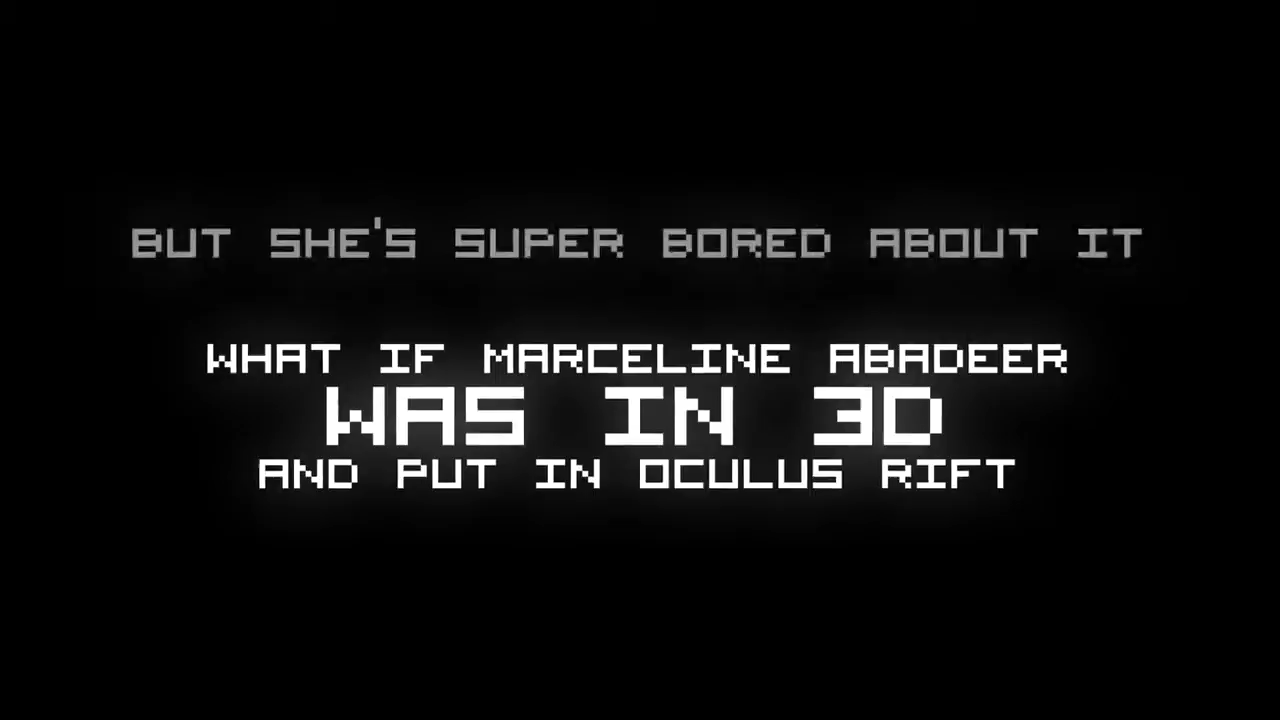 BUT SHE'S SUPER BORED ABOUT IT
WHAT IF MARCELINE ABADEER
WAS IN 3D
AND PUT IN OCULUS RIFT